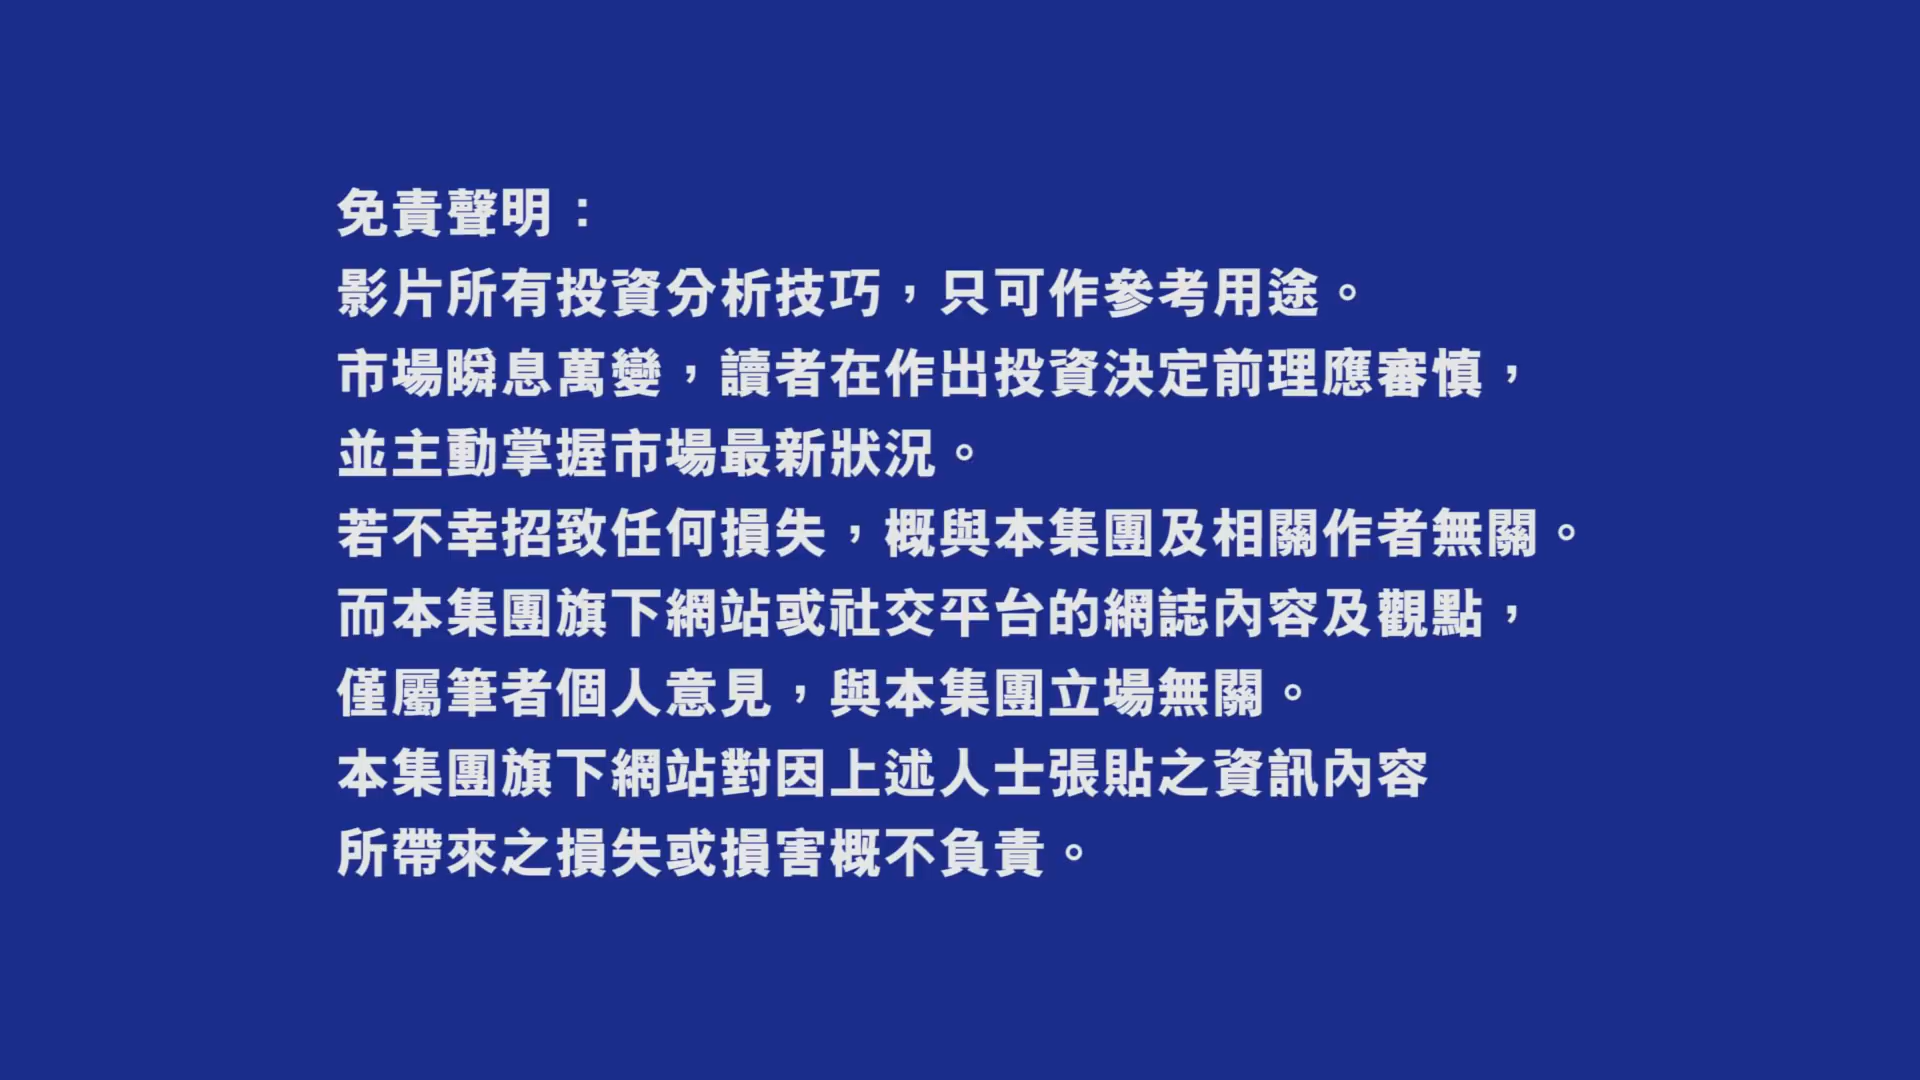 免責聲明：
影片所有投資分析技巧，只可作參考用途。
市場瞬息萬變，讀者在作出投資決定前理應審慎，
並主動掌握市場最新狀況。
若不幸招致任何損失，概與本集團及相關作者無關。
而本集團旗下網站或社交平台的網誌內容及觀點，
僅屬筆者個人意見，與本集團立場無關。
本集團旗下網站對因上述人士張貼之資訊內容
所帶來之損失或損害概不負責。